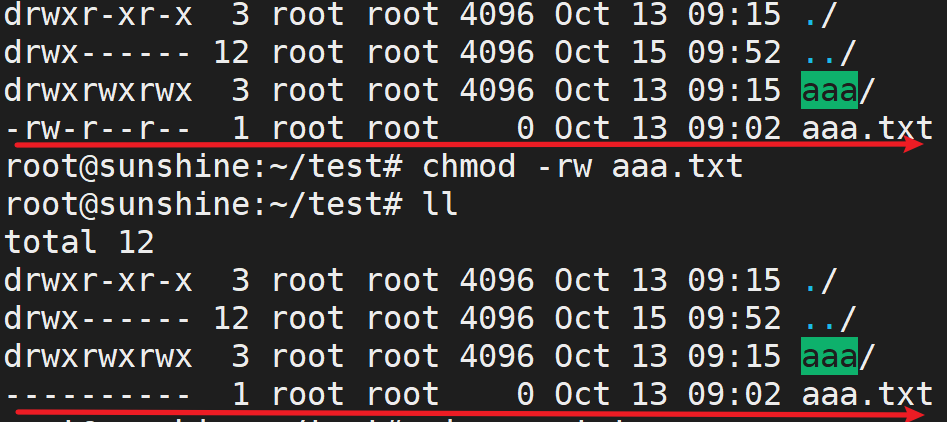 drwxr-xr-x  3 root root 4096 Oct 13 09:15 ./
drwx------ 12 root root 4096 Oct 15 09:52 ../
drwxrwxrwx  3 root root 4096 Oct 13 09:15 aaa/
-rw-r--r--  1 root root    0 Oct 13 09:02 aaa.txt
root@sunshine:~/test# chmod -rw aaa.txt
root@sunshine:~/test# ll
total 12
drwxr-xr-x  3 root root 4096 Oct 13 09:15 ./
drwx------ 12 root root 4096 Oct 15 09:52 ../
drwxrwxrwx  3 root root 4096 Oct 13 09:15 aaa/
----------  1 root root    0 Oct 13 09:02 aaa.txt